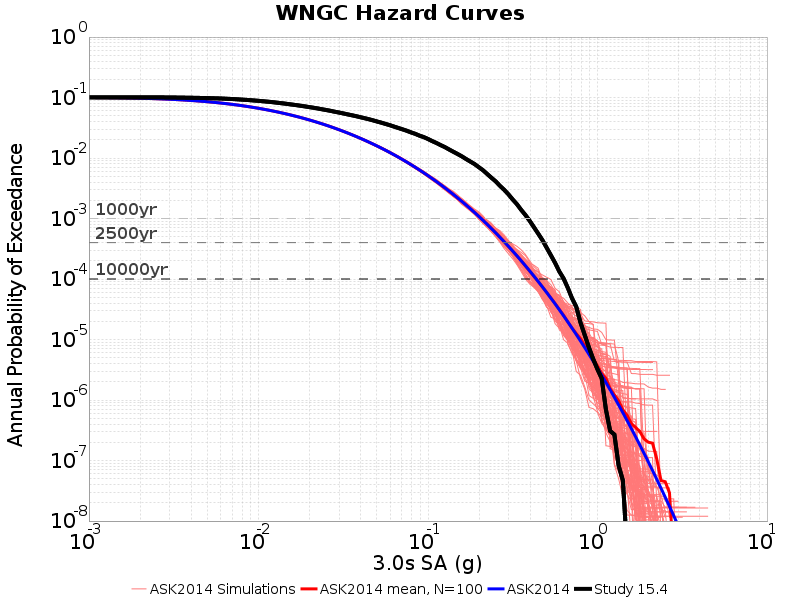 WNGC Hazard Curves
Annual Probability of Exceedance
10^0
10^-1
10^-2
10^-3
10^-4
10^-5
10^-6
10^-7
10^-8
1000yr
2500yr
10000yr
10^-3 10^-2 10^-1 10^0 10^1
3.0s SA (g)
ASK2014 Simulations ASK2014 mean, N=100 ASK2014 Study 15.4